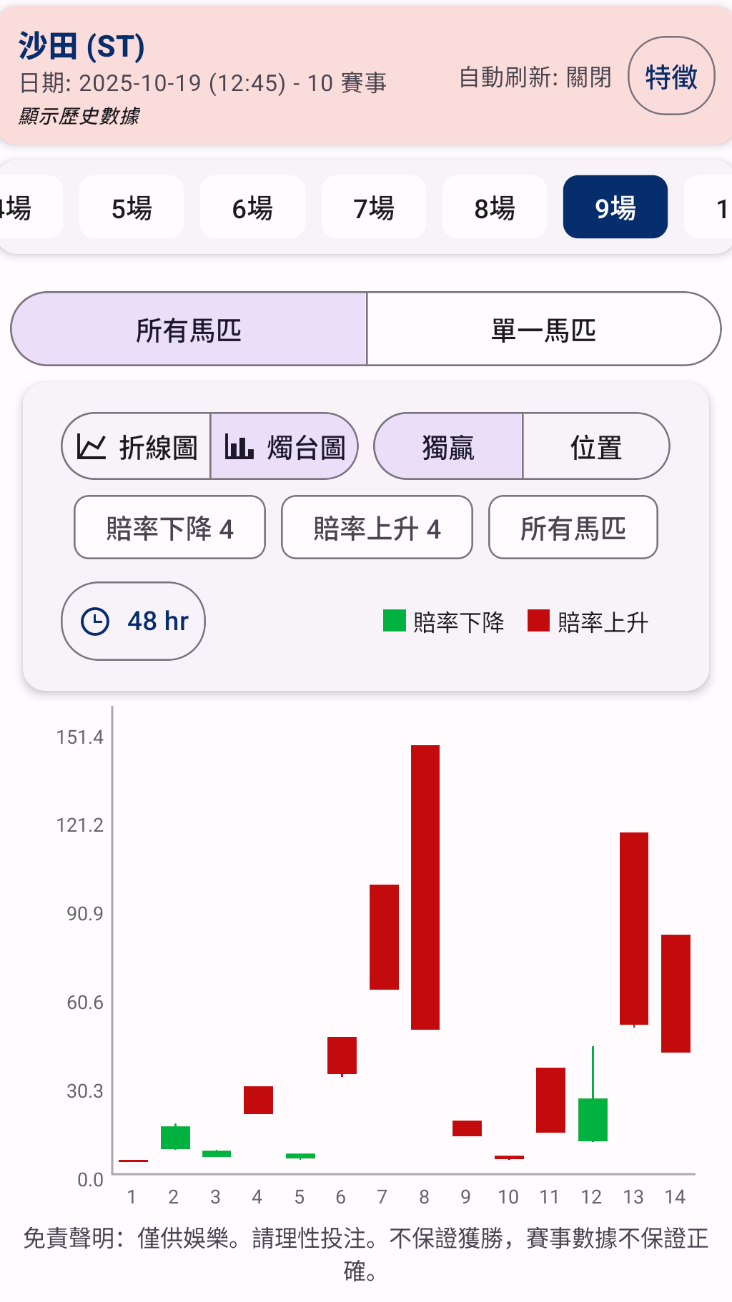 沙田 (ST)
日期: 2025-10-19 (12:45) - 10 賽事
顯示歷史數據
自動刷新: 關閉
特徵
場 5場 6場 7場 8場 9場 1
所有馬匹 單一馬匹
折線圖 燭台圖 獨贏 位置
賠率下降 4 賠率上升 4 所有馬匹
48 hr 賠率下降 賠率上升
151.4
121.2
90.9
60.6
30.3
0.0
1 2 3 4 5 6 7 8 9 10 11 12 13 14
免責聲明：僅供娛樂。請理性投注。不保證獲勝，賽事數據不保證正
確。